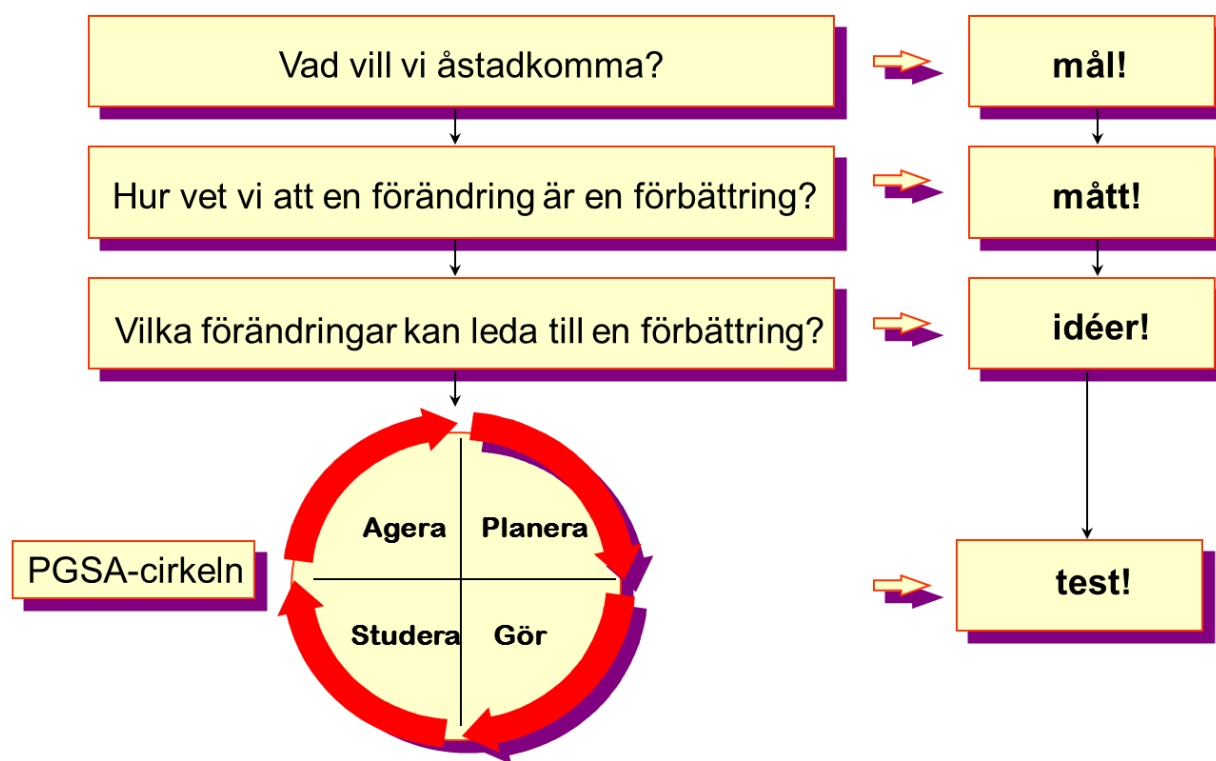 Vad vill vi åstadkomma?
mål!
Hur vet vi att en förändring är en förbättring?
mått!
Vilka förändringar kan leda till en förbättring?
idéer!
Agera
Planera
PGSA-cirkeln
test!
Studera
Gör